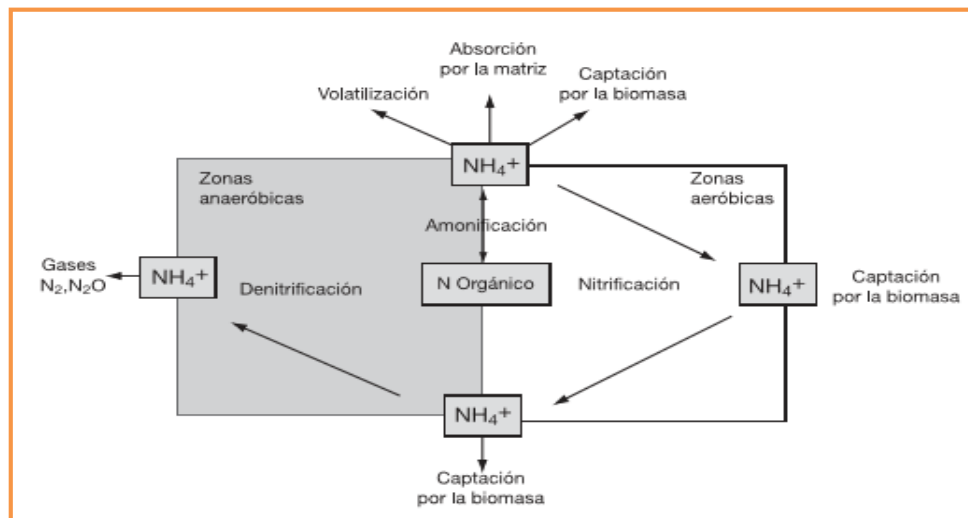 Absorción
por la matriz
Captación
por la biomasa
Volatilización
NH₄⁺
Zonas
anaeróbicas
Zonas
aeróbicas
Amonificación
Gases
N₂,N₂O
NH₄⁺
Denitrificación
N Orgánico
Nitrificación
NH₄⁺
Captación
por la biomasa
NH₄⁺
Captación
por la biomasa